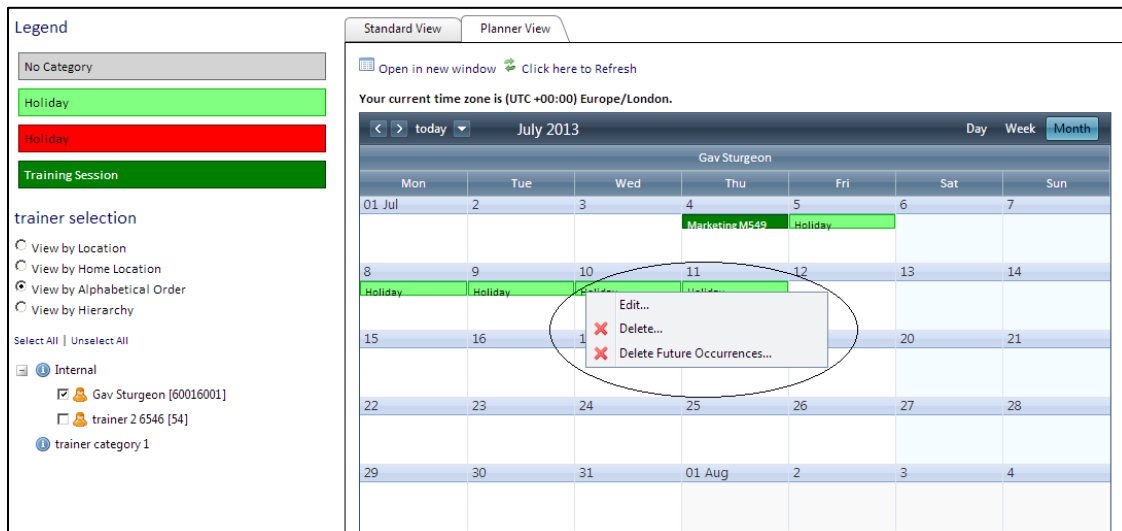 Legend
No Category
Holiday
Holiday
Training Session
trainer selection
View by Location
View by Home Location
View by Alphabetical Order
View by Hierarchy
Select All | Unselect All
Internal
Gav Sturgeon [60016001]
trainer 2 6546 [54]
trainer category 1
Standard View Planner View
Open in new window Click here to Refresh
Your current time zone is (UTC +00:00) Europe/London.
today July 2013 Day Week Month
Gav Sturgeon
Mon Tue Wed Thu Fri Sat Sun
01 Jul 2 3 4 5 6 7
Marketing M549 Holiday
8 9 10 11 12 13 14
Holiday Holiday Holiday Holiday
Edit...
Delete...
Delete Future Occurrences...
15 16 1 20 21
22 23 24 25 26 27 28
29 30 31 01 Aug 2 3 4